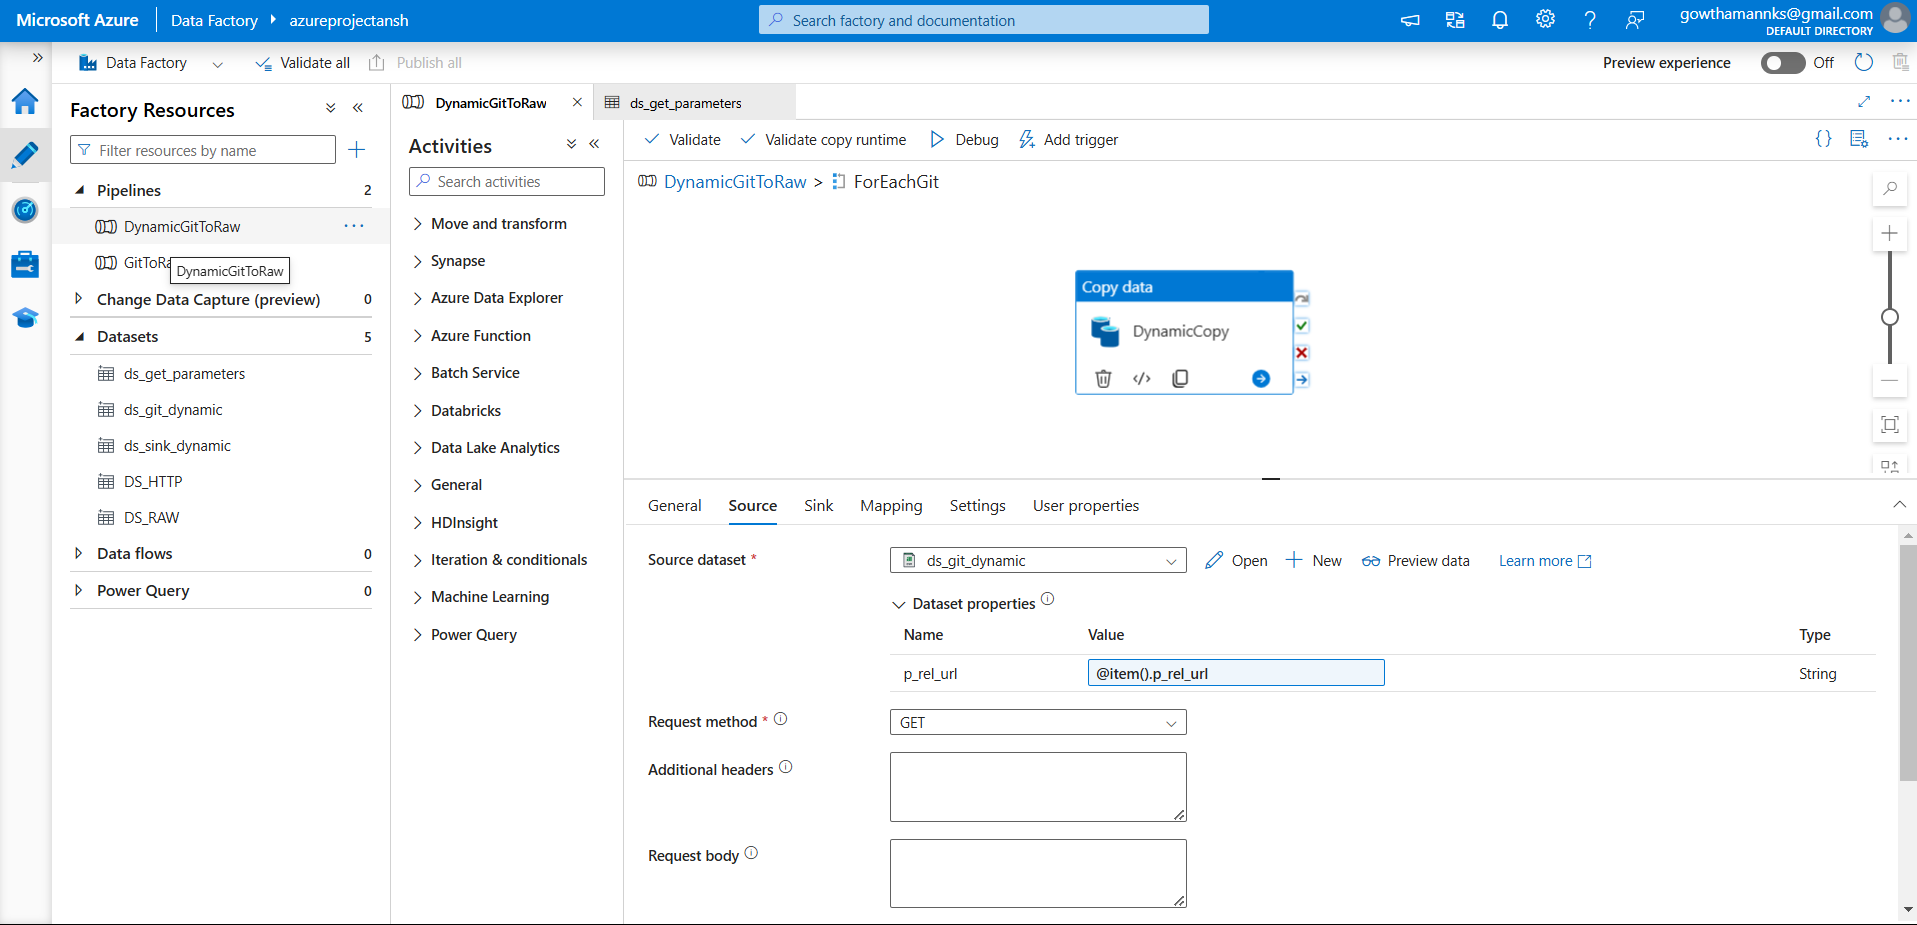 Microsoft Azure
Data Factory
azureprojectansh
Search factory and documentation
gowthamannks@gmail.com
DEFAULT DIRECTORY
Data Factory
Validate all
Publish all
Preview experience
Off
Factory Resources
Filter resources by name
Pipelines 2
DynamicGitToRaw
GitToRa
DynamicGitToRaw
Change Data Capture (preview) 0
Datasets 5
ds_get_parameters
ds_git_dynamic
ds_sink_dynamic
DS_HTTP
DS_RAW
Data flows 0
Power Query 0
DynamicGitToRaw
ds_get_parameters
Activities
Search activities
Move and transform
Synapse
Azure Data Explorer
Azure Function
Batch Service
Databricks
Data Lake Analytics
General
HDInsight
Iteration & conditionals
Machine Learning
Power Query
Validate
Validate copy runtime
Debug
Add trigger
DynamicGitToRaw > ForEachGit
Copy data
DynamicCopy
General
Source
Sink
Mapping
Settings
User properties
Source dataset *
ds_git_dynamic
Open
New
Preview data
Learn more
Dataset properties
Name Value Type
p_rel_url @item().p_rel_url String
Request method *
GET
Additional headers
Request body